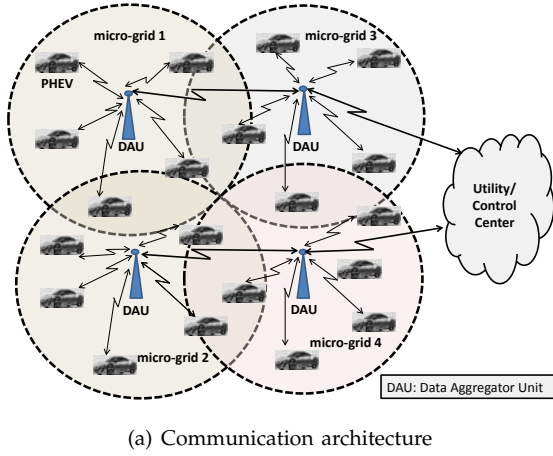 micro-grid 1
micro-grid 3
PHEV
DAU
DAU
Utility/
Control
Center
DAU
DAU
micro-grid 2
micro-grid 4
DAU: Data Aggregator Unit
(a) Communication architecture